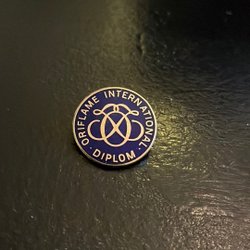 ORIFLAME INTERNATIONAL
· DIPLOM ·